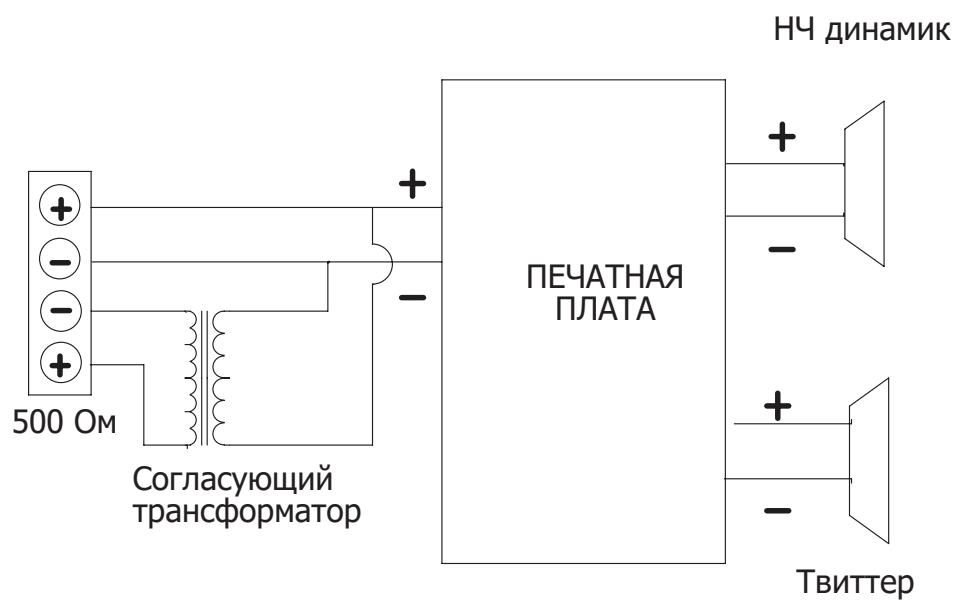 НЧ динамик
+
−
+
−
+
−
−
+
ПЕЧАТНАЯ
ПЛАТА
500 Ом
Согласующий
трансформатор
+
−
Твиттер